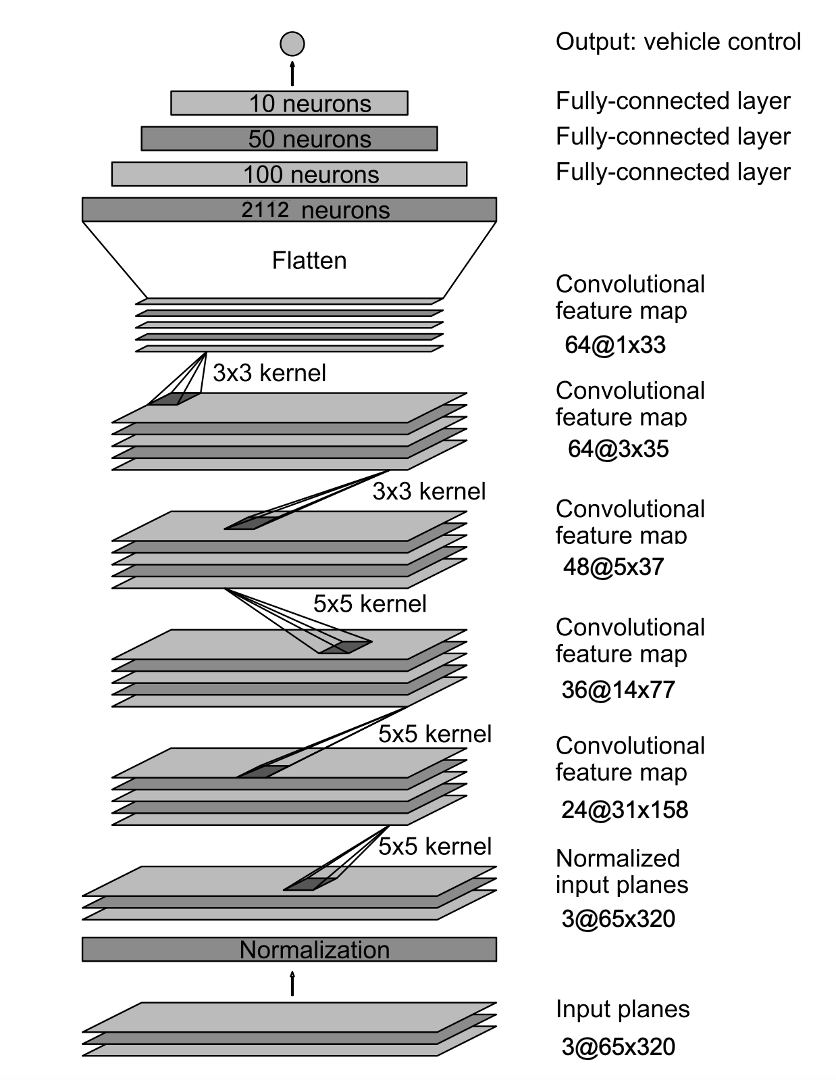 Output: vehicle control
10 neurons
Fully-connected layer
50 neurons
Fully-connected layer
100 neurons
Fully-connected layer
2112 neurons
Flatten
Convolutional
feature map
64@1x33
3x3 kernel
Convolutional
feature map
64@3x35
3x3 kernel
Convolutional
feature map
48@5x37
5x5 kernel
Convolutional
feature map
36@14x77
5x5 kernel
Convolutional
feature map
24@31x158
5x5 kernel
Normalized
input planes
3@65x320
Normalization
Input planes
3@65x320